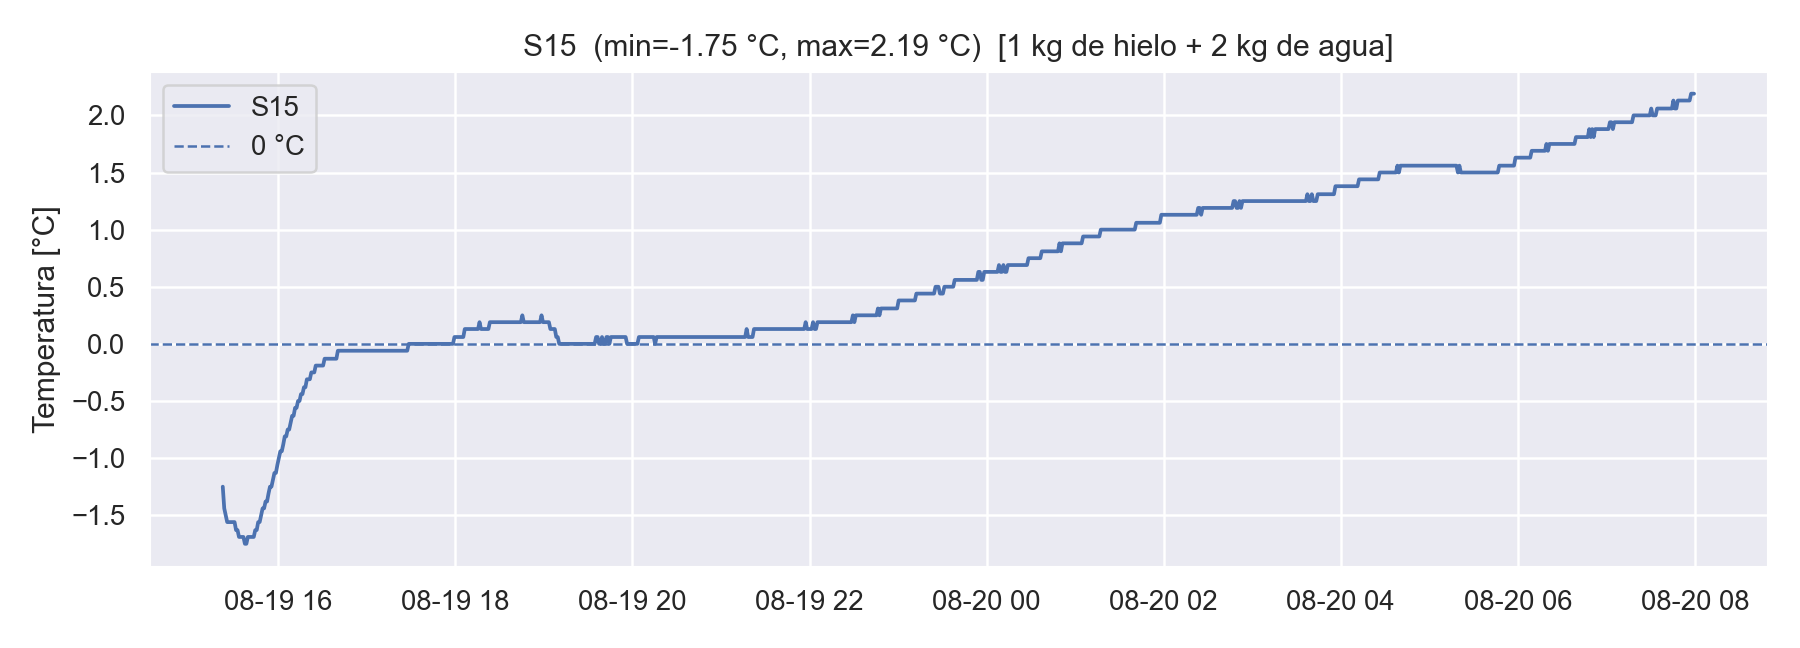 S15  (min=-1.75 °C, max=2.19 °C)  [1 kg de hielo + 2 kg de agua]
S15
0 °C
Temperatura [°C]
2.0
1.5
1.0
0.5
0.0
−0.5
−1.0
−1.5
08-19 16 08-19 18 08-19 20 08-19 22 08-20 00 08-20 02 08-20 04 08-20 06 08-20 08